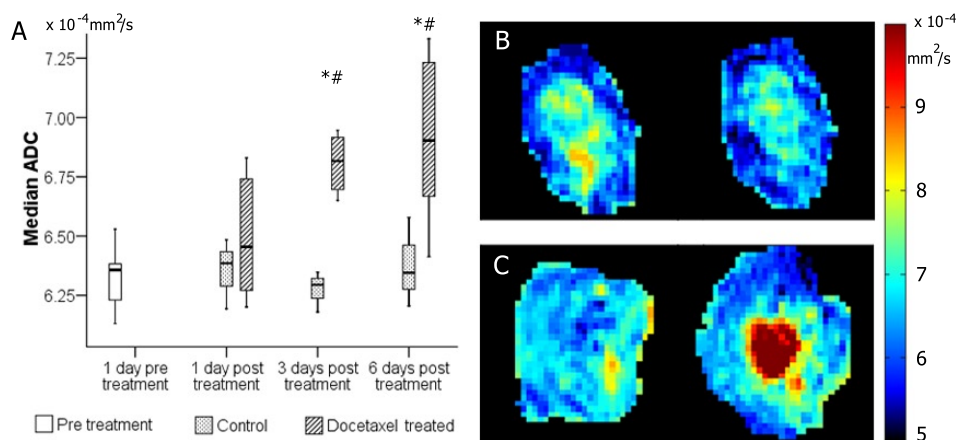 A
x 10⁻⁴mm²/s
*#
*#
7.25
7.00
6.75
6.50
6.25
Median ADC
1 day pre treatment
1 day post treatment
3 days post treatment
6 days post treatment
Pre treatment
Control
Docetaxel treated
B
C
x 10⁻⁴
mm²/s
9
8
7
6
5